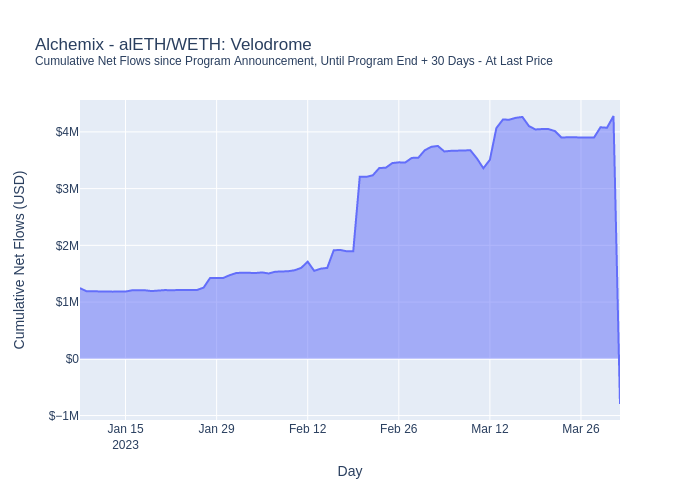 Alchemix - alETH/WETH: Velodrome
Cumulative Net Flows since Program Announcement, Until Program End + 30 Days - At Last Price
Cumulative Net Flows (USD)
$4M
$3M
$2M
$1M
$0
$−1M
Jan 15
2023
Jan 29
Feb 12
Feb 26
Mar 12
Mar 26
Day